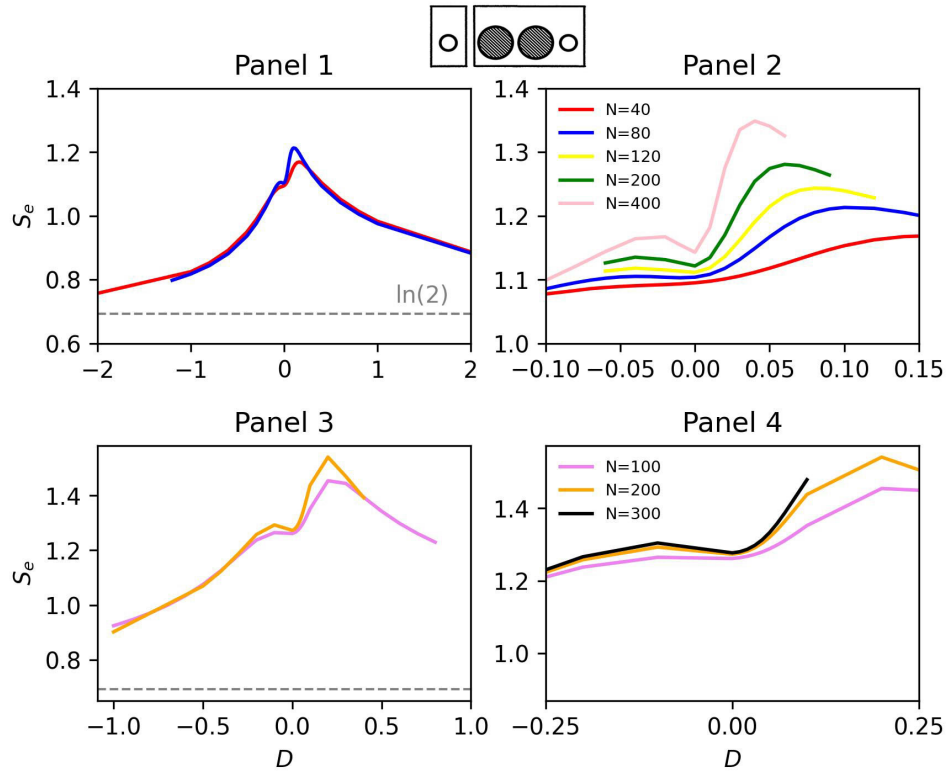 Panel 1
Panel 2
1.4
1.2
1.0
0.8
0.6
S_e
ln(2)
−2
−1
0
1
2
1.4
1.3
1.2
1.1
1.0
N=40
N=80
N=120
N=200
N=400
−0.10
−0.05
0.00
0.05
0.10
0.15
Panel 3
Panel 4
1.4
1.2
1.0
0.8
S_e
−1.0
−0.5
0.0
0.5
1.0
D
1.4
1.2
1.0
N=100
N=200
N=300
−0.25
0.00
0.25
D